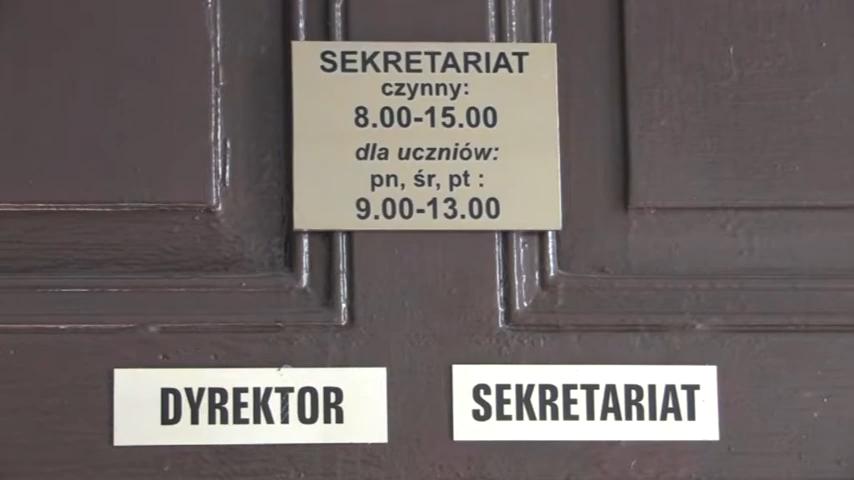 SEKRETARIAT
czynny:
8.00-15.00
dla uczniów:
pn, śr, pt :
9.00-13.00
DYREKTOR
SEKRETARIAT